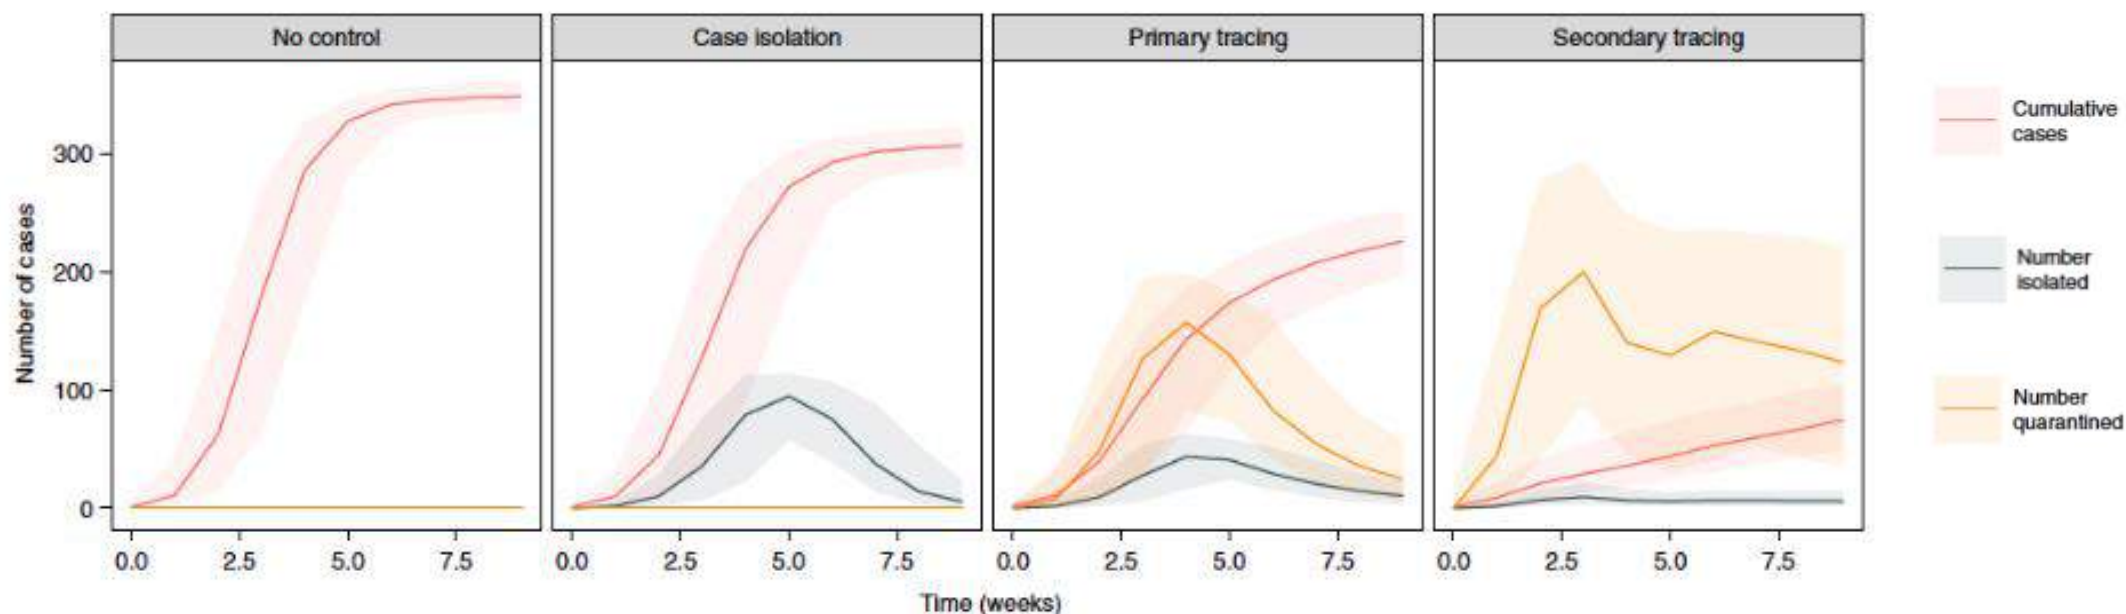 No control
Case isolation
Primary tracing
Secondary tracing
Number of cases
300
200
100
0
0.0 2.5 5.0 7.5
0.0 2.5 5.0 7.5
0.0 2.5 5.0 7.5
0.0 2.5 5.0 7.5
Time (weeks)
Cumulative
cases
Number
isolated
Number
quarantined